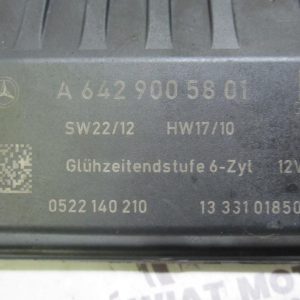 A 642 900 58 01
SW22/12 HW17/10
Glühzeitendstufe 6-Zyl 12V
0522 140 210 13 331 01850